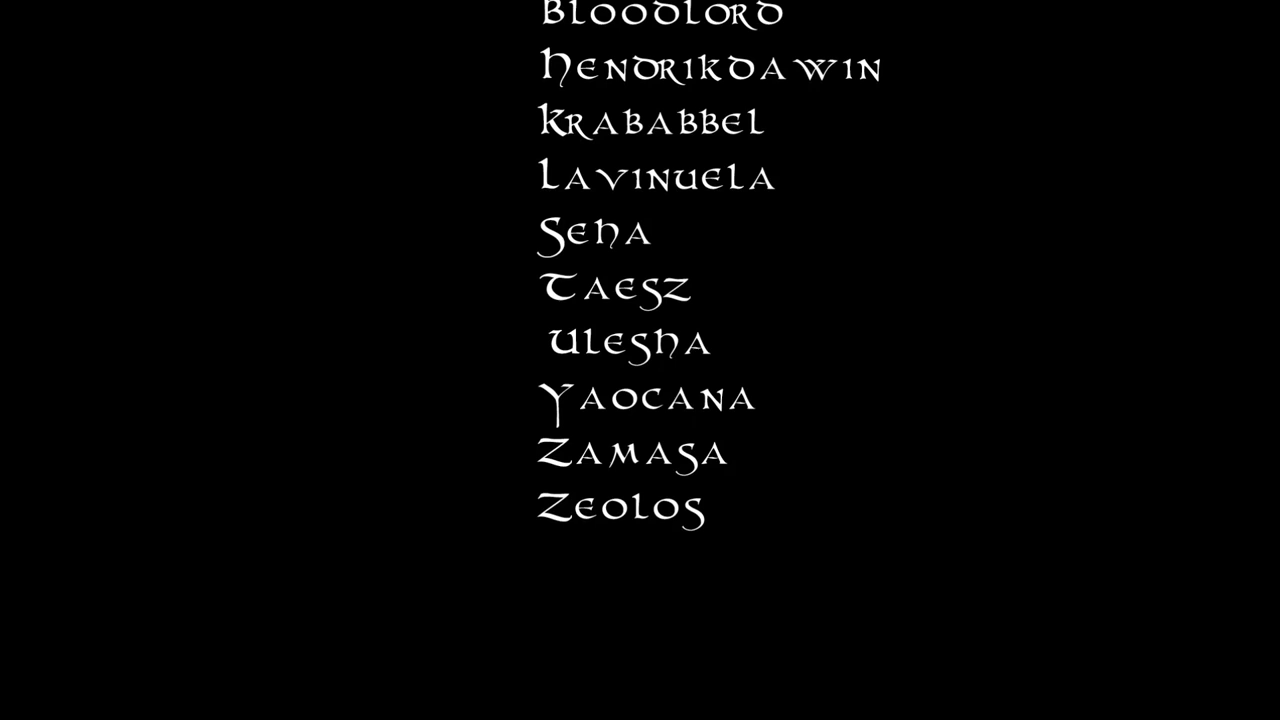 Bloodlord
Hendrikdawin
Krababbel
Lavinuela
Seha
Taesz
Ulesha
Yaocana
Zamasa
Zeolos